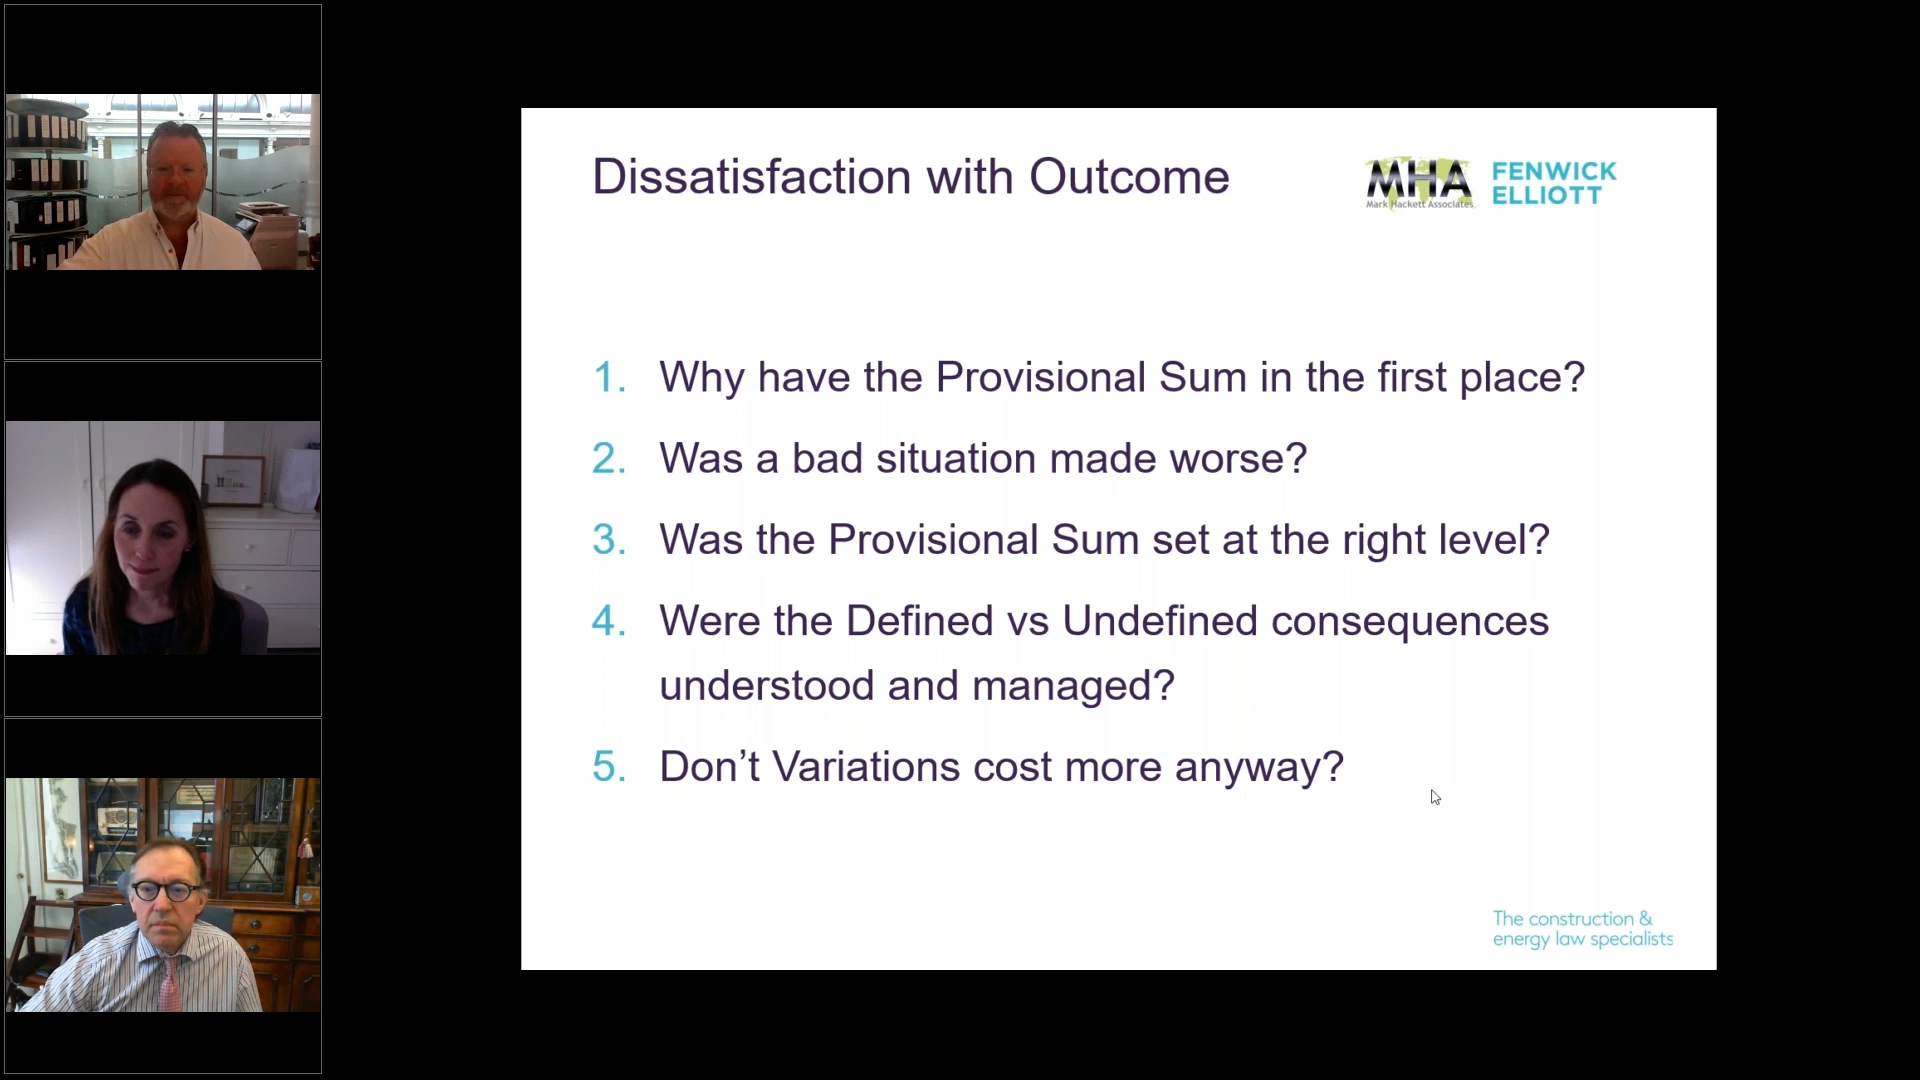 Dissatisfaction with Outcome
MHA
Mark Hackett Associates
FENWICK
ELLIOTT
1. Why have the Provisional Sum in the first place?
2. Was a bad situation made worse?
3. Was the Provisional Sum set at the right level?
4. Were the Defined vs Undefined consequences
understood and managed?
5. Don’t Variations cost more anyway?
The construction &
energy law specialists